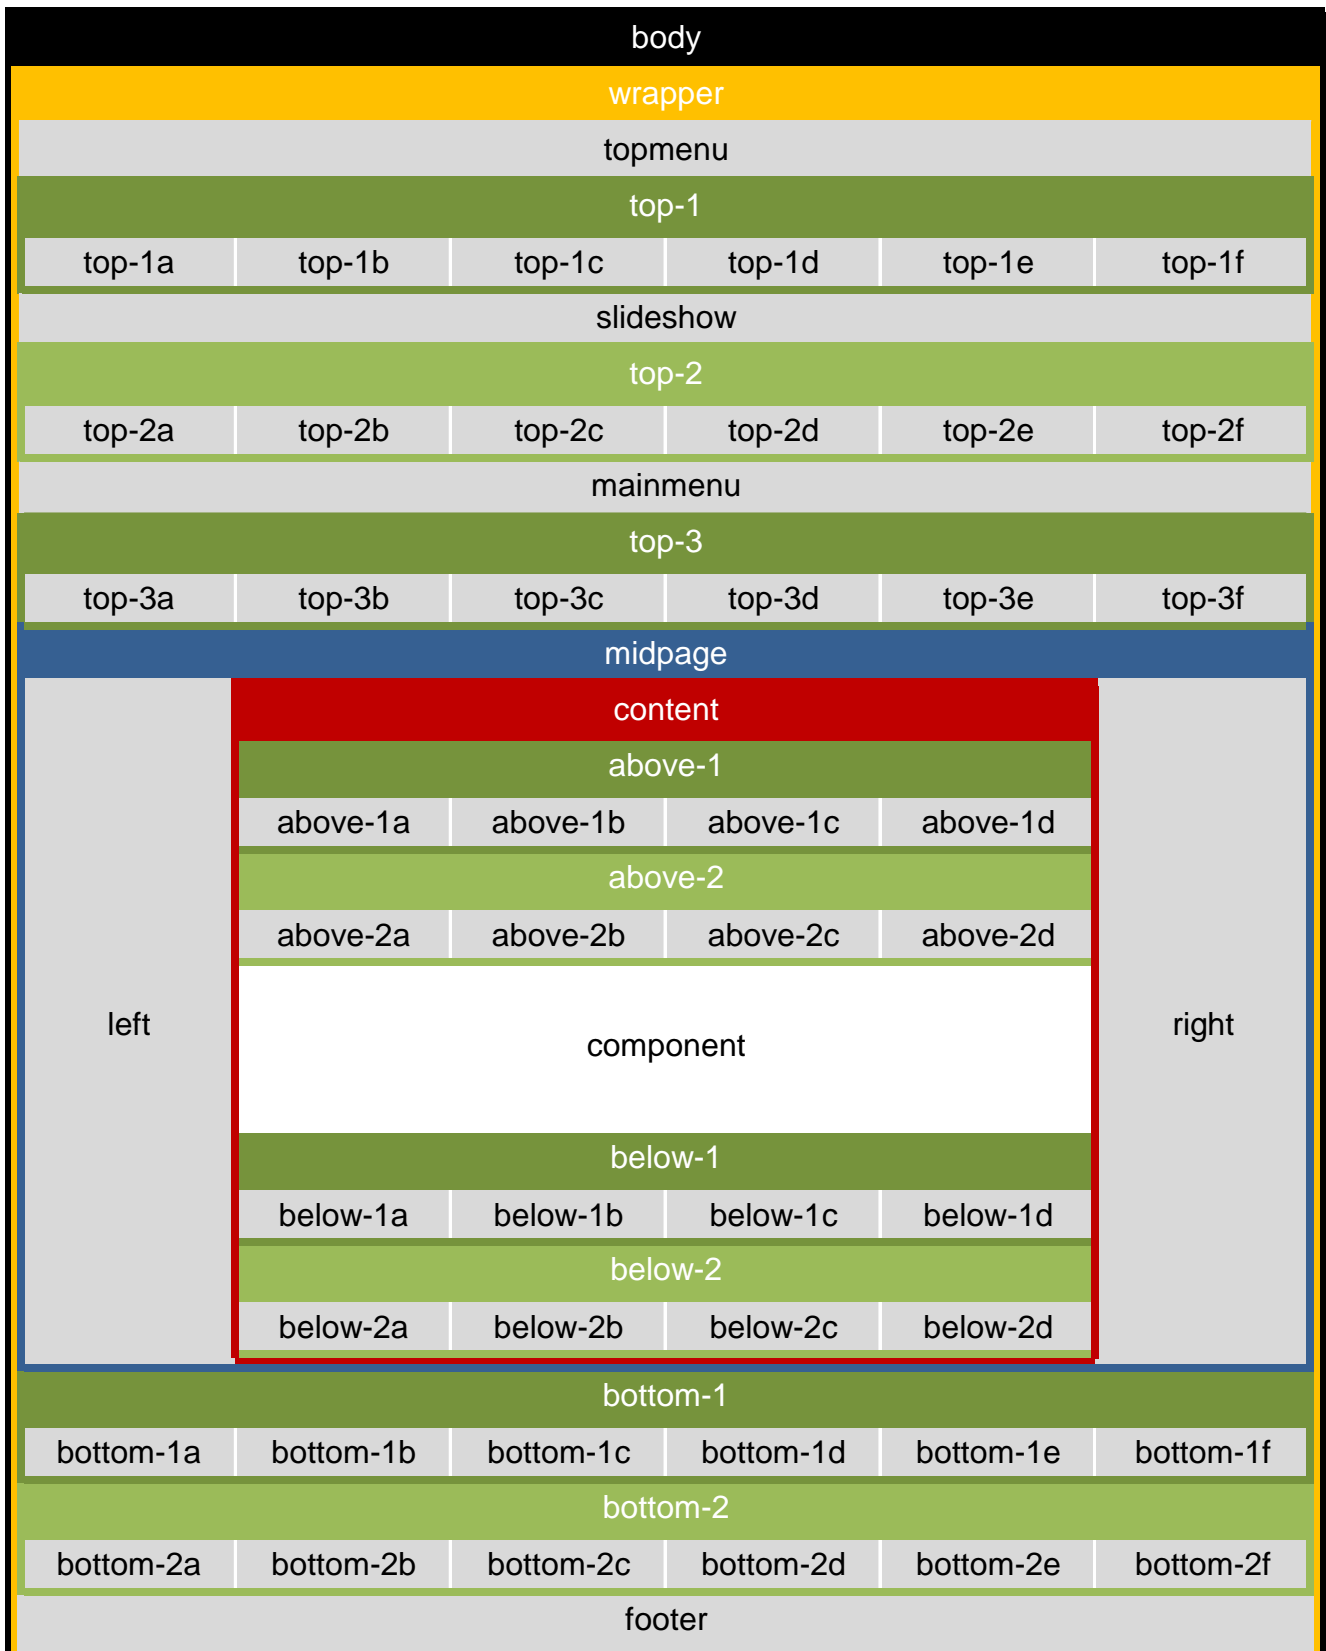 body
wrapper
topmenu
top-1
top-1a top-1b top-1c top-1d top-1e top-1f
slideshow
top-2
top-2a top-2b top-2c top-2d top-2e top-2f
mainmenu
top-3
top-3a top-3b top-3c top-3d top-3e top-3f
midpage
content
above-1
above-1a above-1b above-1c above-1d
above-2
above-2a above-2b above-2c above-2d
left
component
right
below-1
below-1a below-1b below-1c below-1d
below-2
below-2a below-2b below-2c below-2d
bottom-1
bottom-1a bottom-1b bottom-1c bottom-1d bottom-1e bottom-1f
bottom-2
bottom-2a bottom-2b bottom-2c bottom-2d bottom-2e bottom-2f
footer